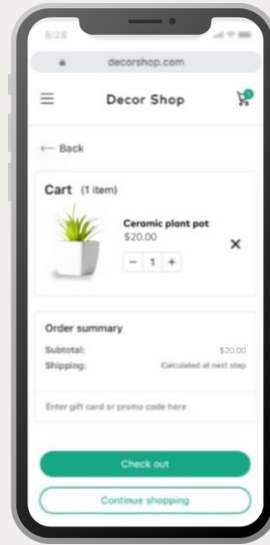 6:28
decorshop.com
Decor Shop
← Back
Cart (1 item)
Ceramic plant pot
$20.00
− 1 +
Order summary
Subtotal: $20.00
Shipping: Calculated at next step
Enter gift card or promo code here
Check out
Continue shopping